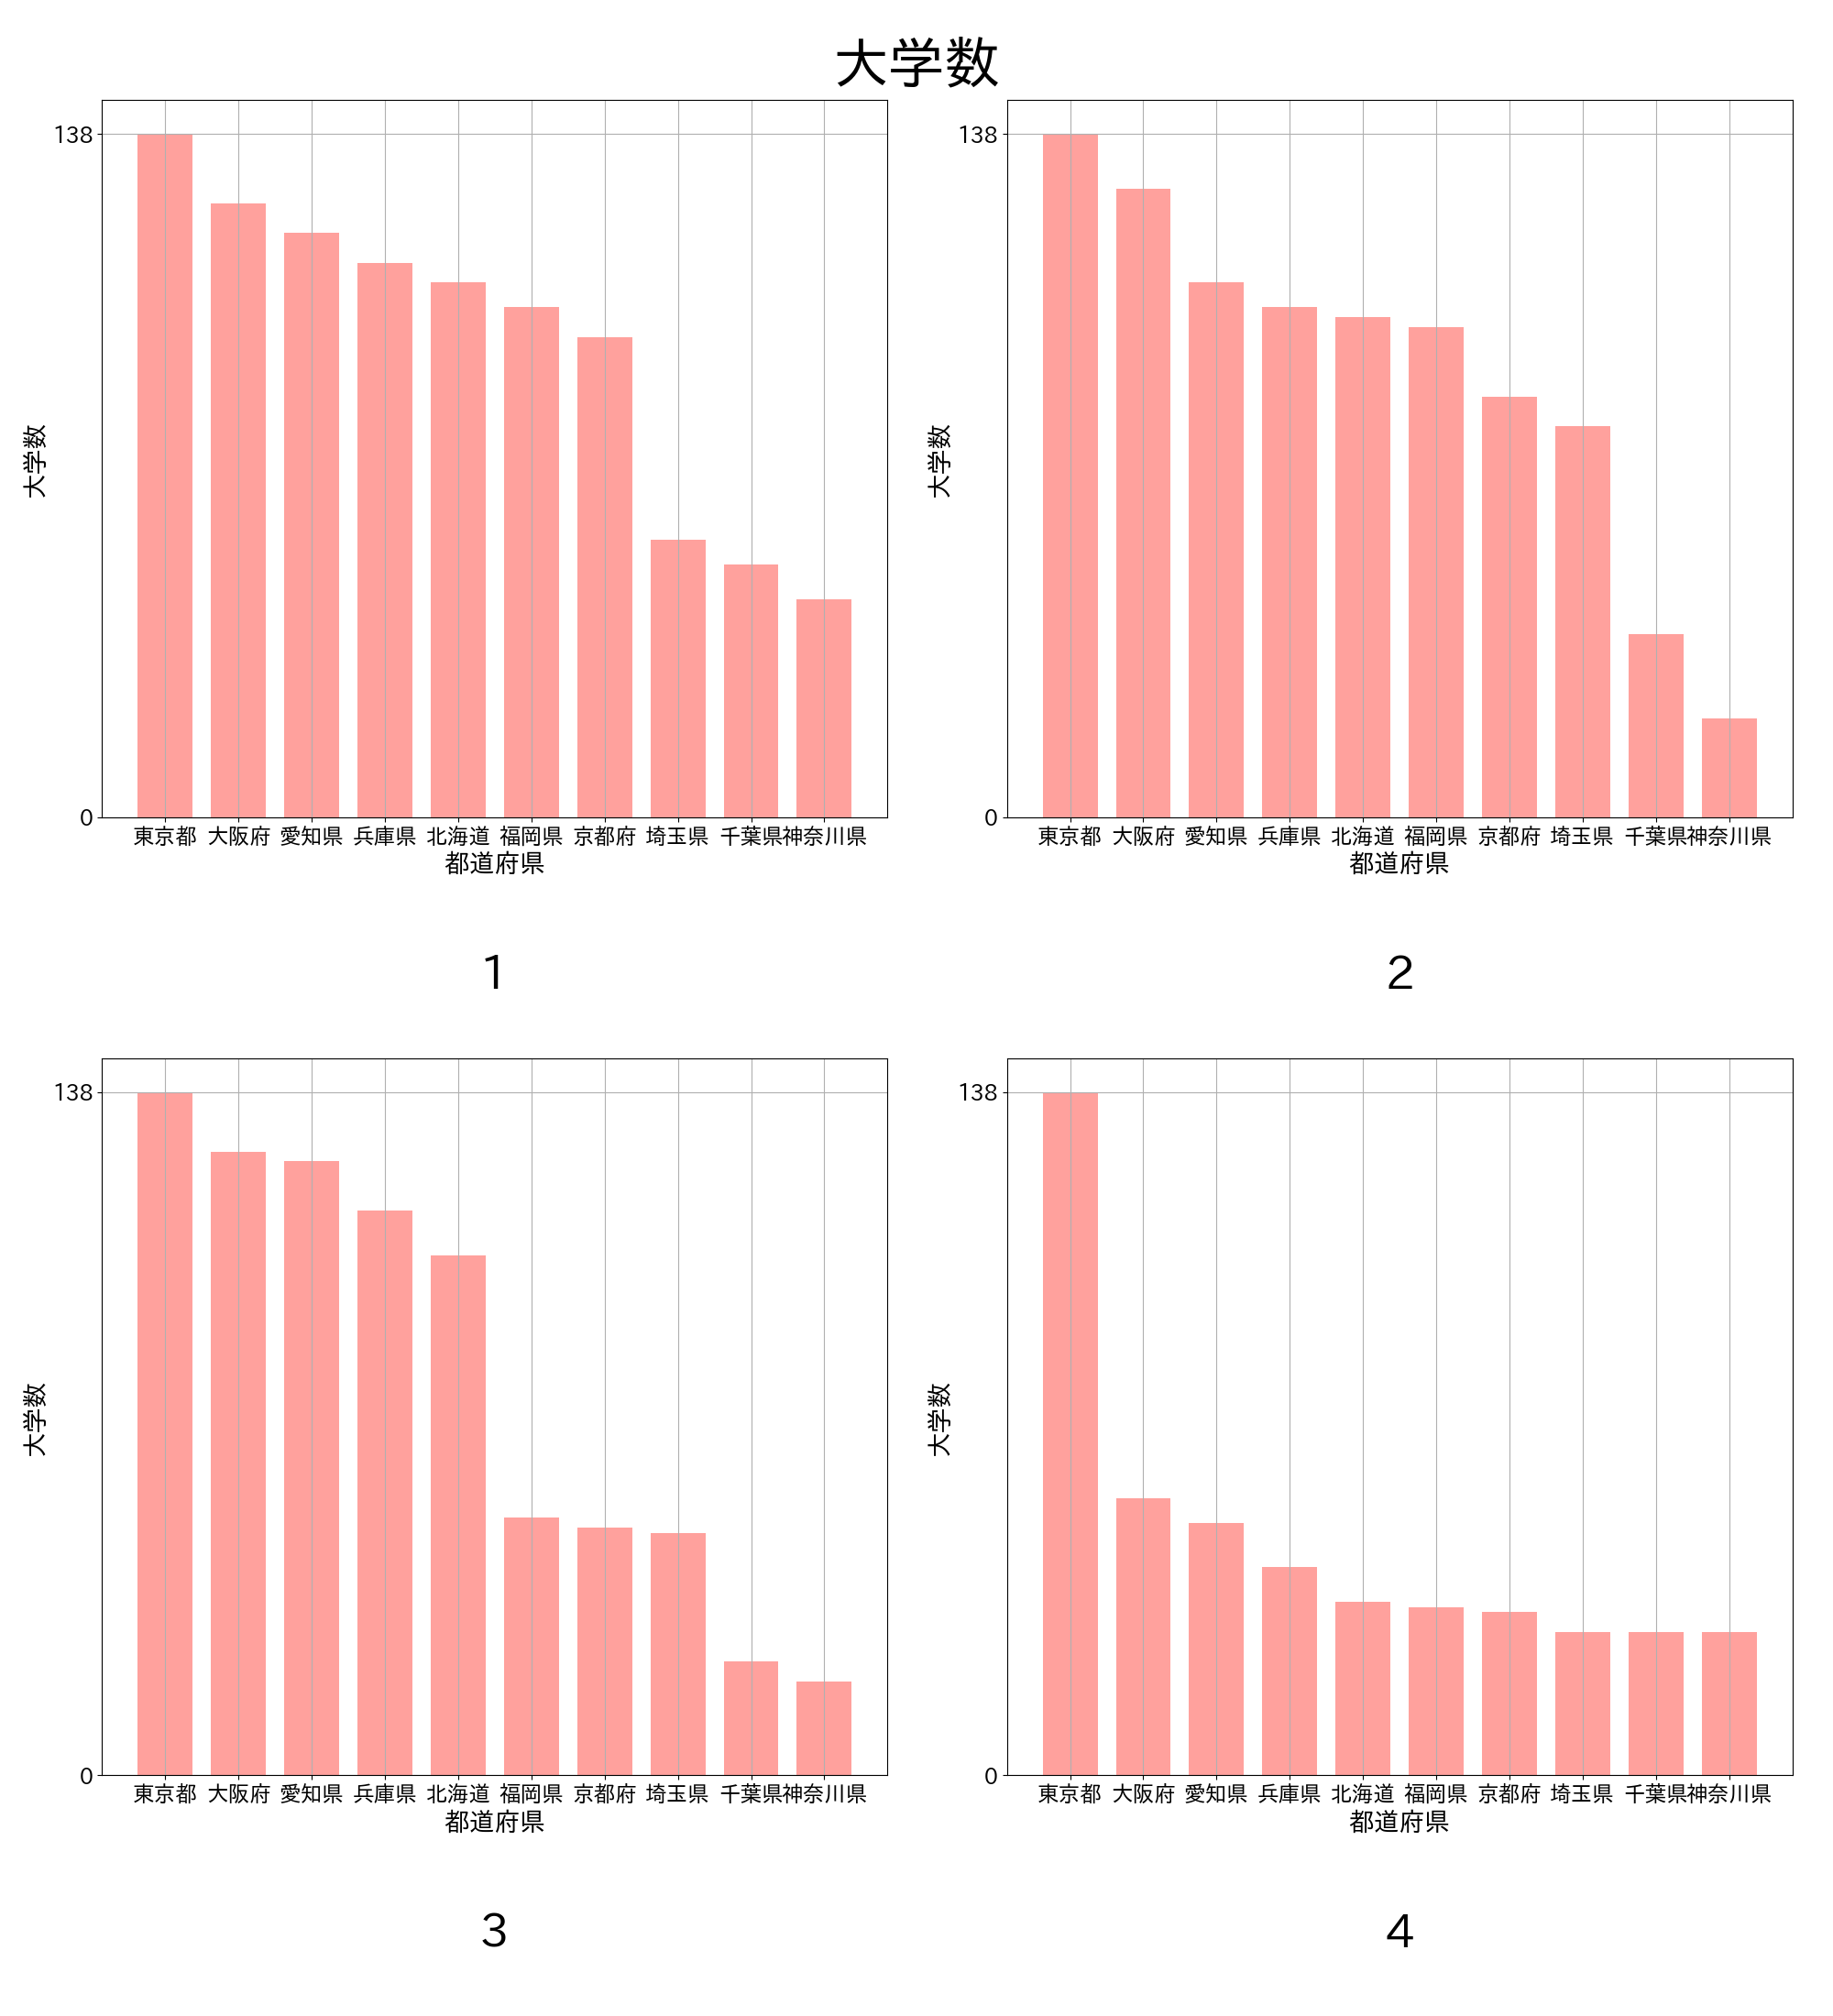 大学数
138
大学数
0
東京都 大阪府 愛知県 兵庫県 北海道 福岡県 京都府 埼玉県 千葉県 神奈川県
都道府県
1
138
大学数
0
東京都 大阪府 愛知県 兵庫県 北海道 福岡県 京都府 埼玉県 千葉県 神奈川県
都道府県
2
138
大学数
0
東京都 大阪府 愛知県 兵庫県 北海道 福岡県 京都府 埼玉県 千葉県 神奈川県
都道府県
3
138
大学数
0
東京都 大阪府 愛知県 兵庫県 北海道 福岡県 京都府 埼玉県 千葉県 神奈川県
都道府県
4